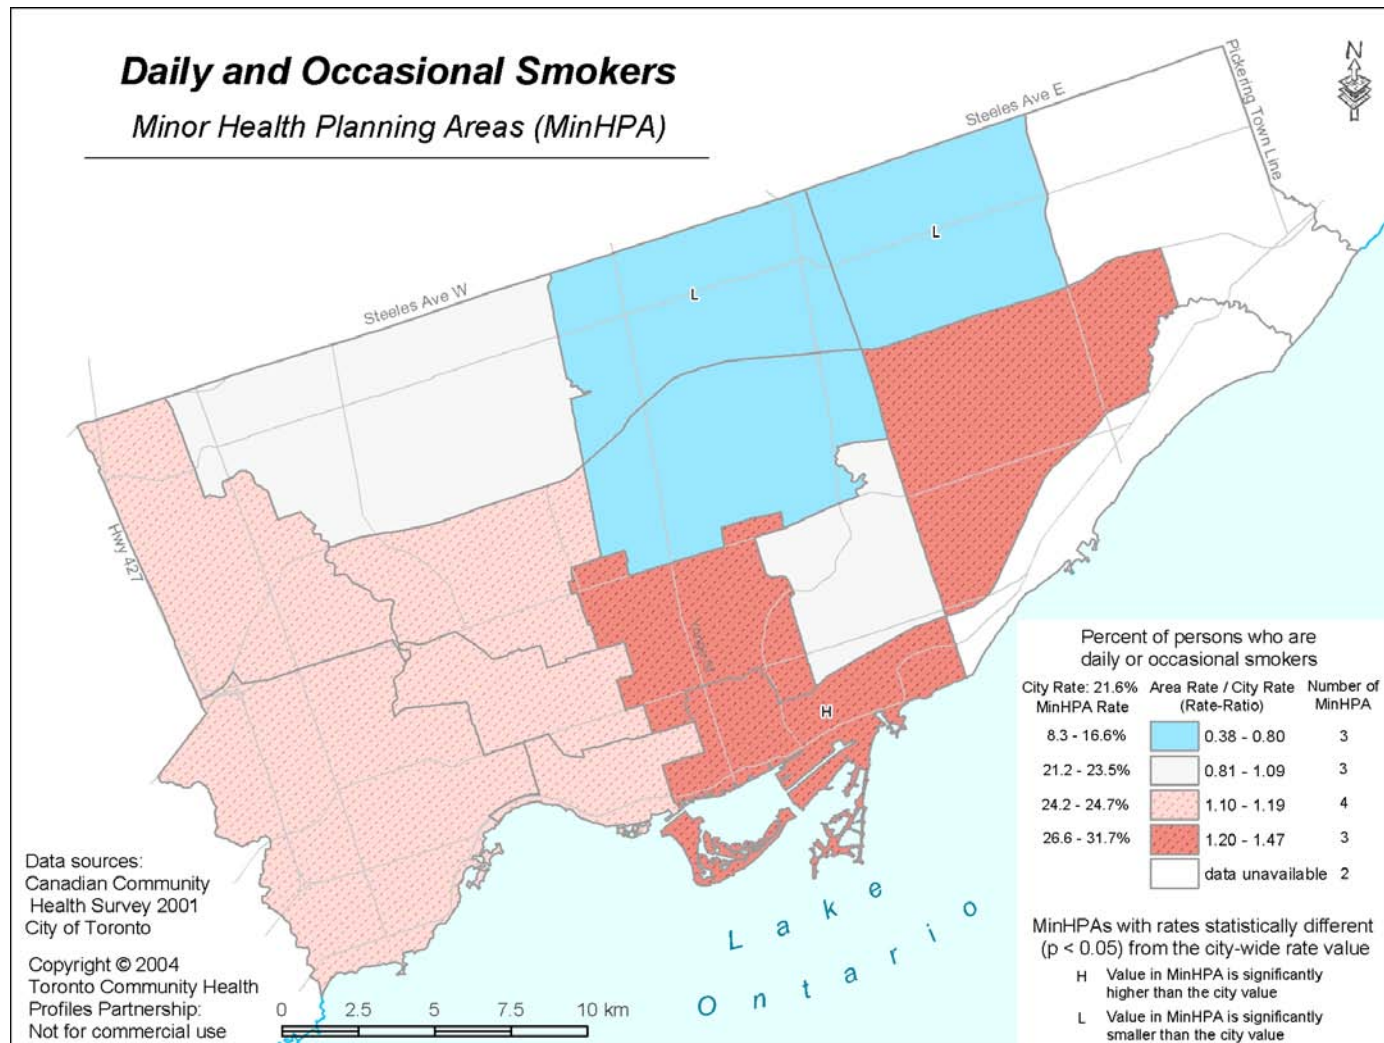 Daily and Occasional Smokers
Minor Health Planning Areas (MinHPA)
N
Steeles Ave E
Pickering Town Line
L
L
Steeles Ave W
Hwy 427
H
Lake
Ontario
Percent of persons who are
daily or occasional smokers
City Rate: 21.6% Area Rate / City Rate Number of
MinHPA Rate (Rate-Ratio) MinHPA
8.3 - 16.6% 0.38 - 0.80 3
21.2 - 23.5% 0.81 - 1.09 3
24.2 - 24.7% 1.10 - 1.19 4
26.6 - 31.7% 1.20 - 1.47 3
data unavailable 2
MinHPAs with rates statistically different
(p < 0.05) from the city-wide rate value
H Value in MinHPA is significantly
higher than the city value
L Value in MinHPA is significantly
smaller than the city value
Data sources:
Canadian Community
Health Survey 2001
City of Toronto
Copyright © 2004
Toronto Community Health
Profiles Partnership:
Not for commercial use
0 2.5 5 7.5 10 km